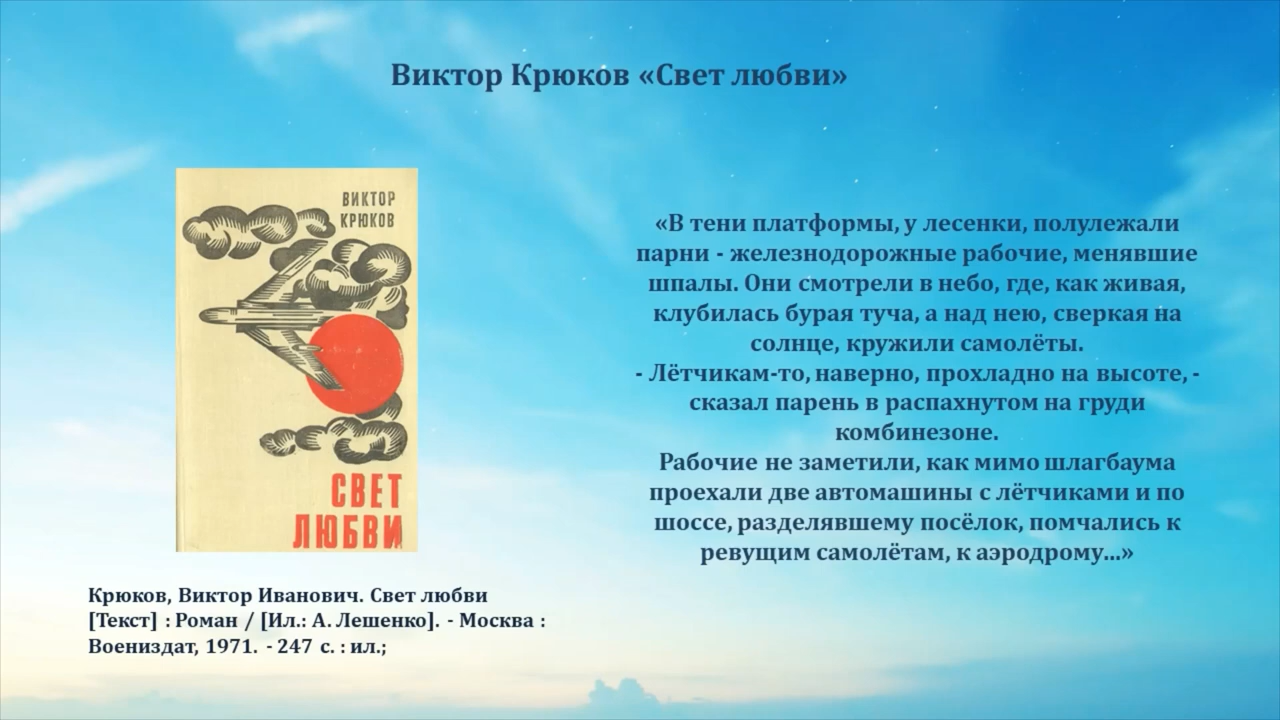 Виктор Крюков «Свет любви»
ВИКТОР
КРЮКОВ
СВЕТ
ЛЮБВИ
«В тени платформы, у лесенки, полулежали
парни - железнодорожные рабочие, менявшие
шпалы. Они смотрели в небо, где, как живая,
клубилась бурая туча, а над нею, сверкая на
солнце, кружили самолёты.
- Лётчикам-то, наверно, прохладно на высоте, -
сказал парень в распахнутом на груди
комбинезоне.
Рабочие не заметили, как мимо шлагбаума
проехали две автомашины с лётчиками и по
шоссе, разделявшему посёлок, помчались к
ревущим самолётам, к аэродрому...»
Крюков, Виктор Иванович. Свет любви
[Текст] : Роман / [Ил.: А. Лешенко]. - Москва :
Воениздат, 1971. - 247 с. : ил.;